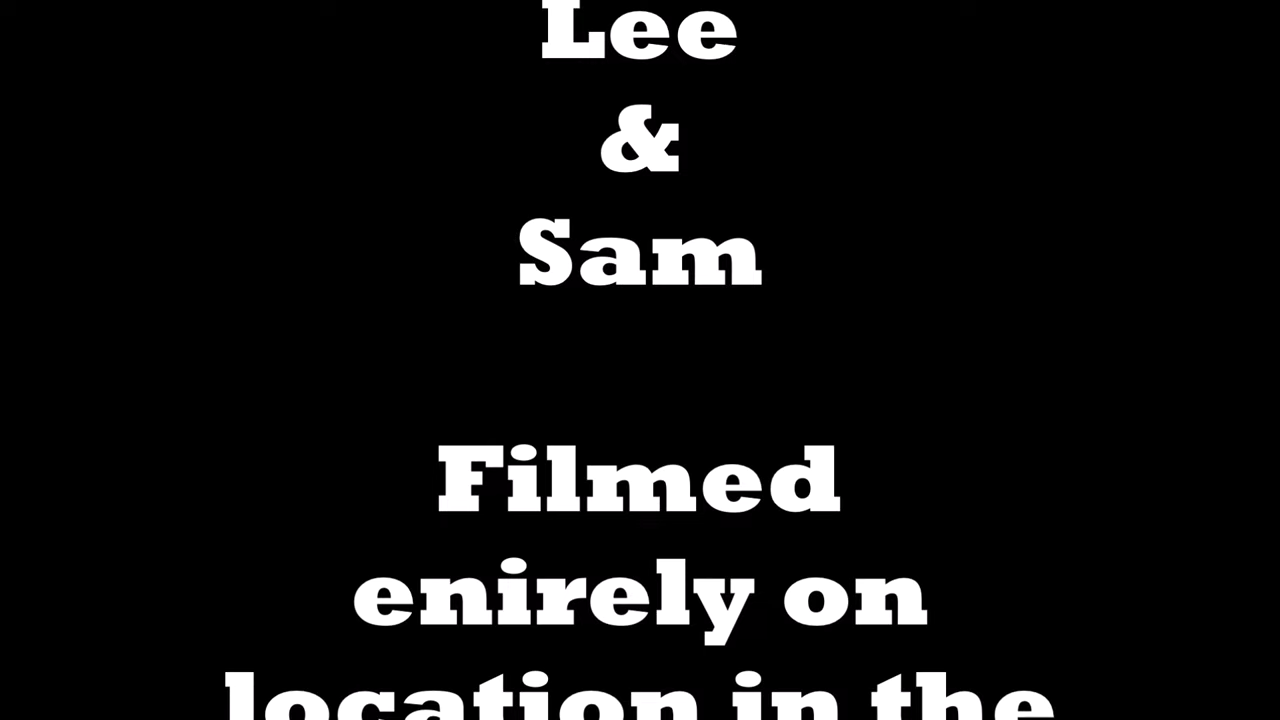 Lee
&
Sam
Filmed
enirely on
location in the